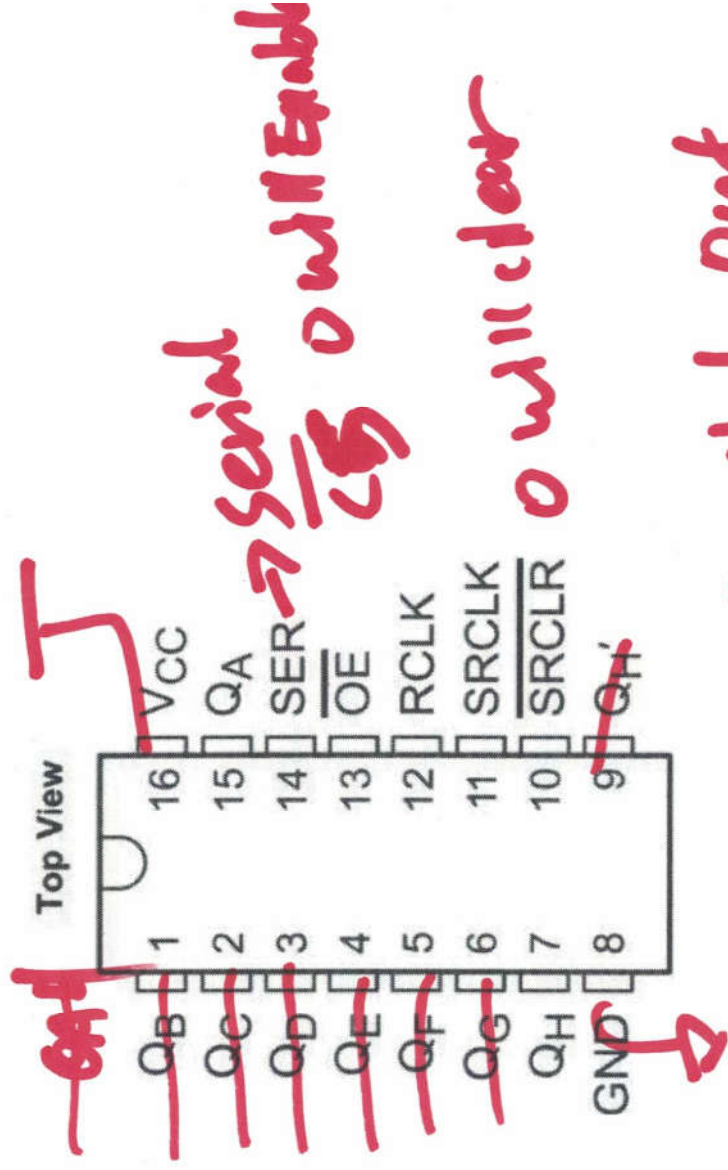 Top View
QB 1 16 VCC
QC 2 15 QA
QD 3 14 SER → serial
QE 4 13 OE
0 will Enabl
QF 5 12 RCLK
QG 6 11 SRCLK
QH 7 10 SRCLR
0 will clear
GND 8 9 QH'